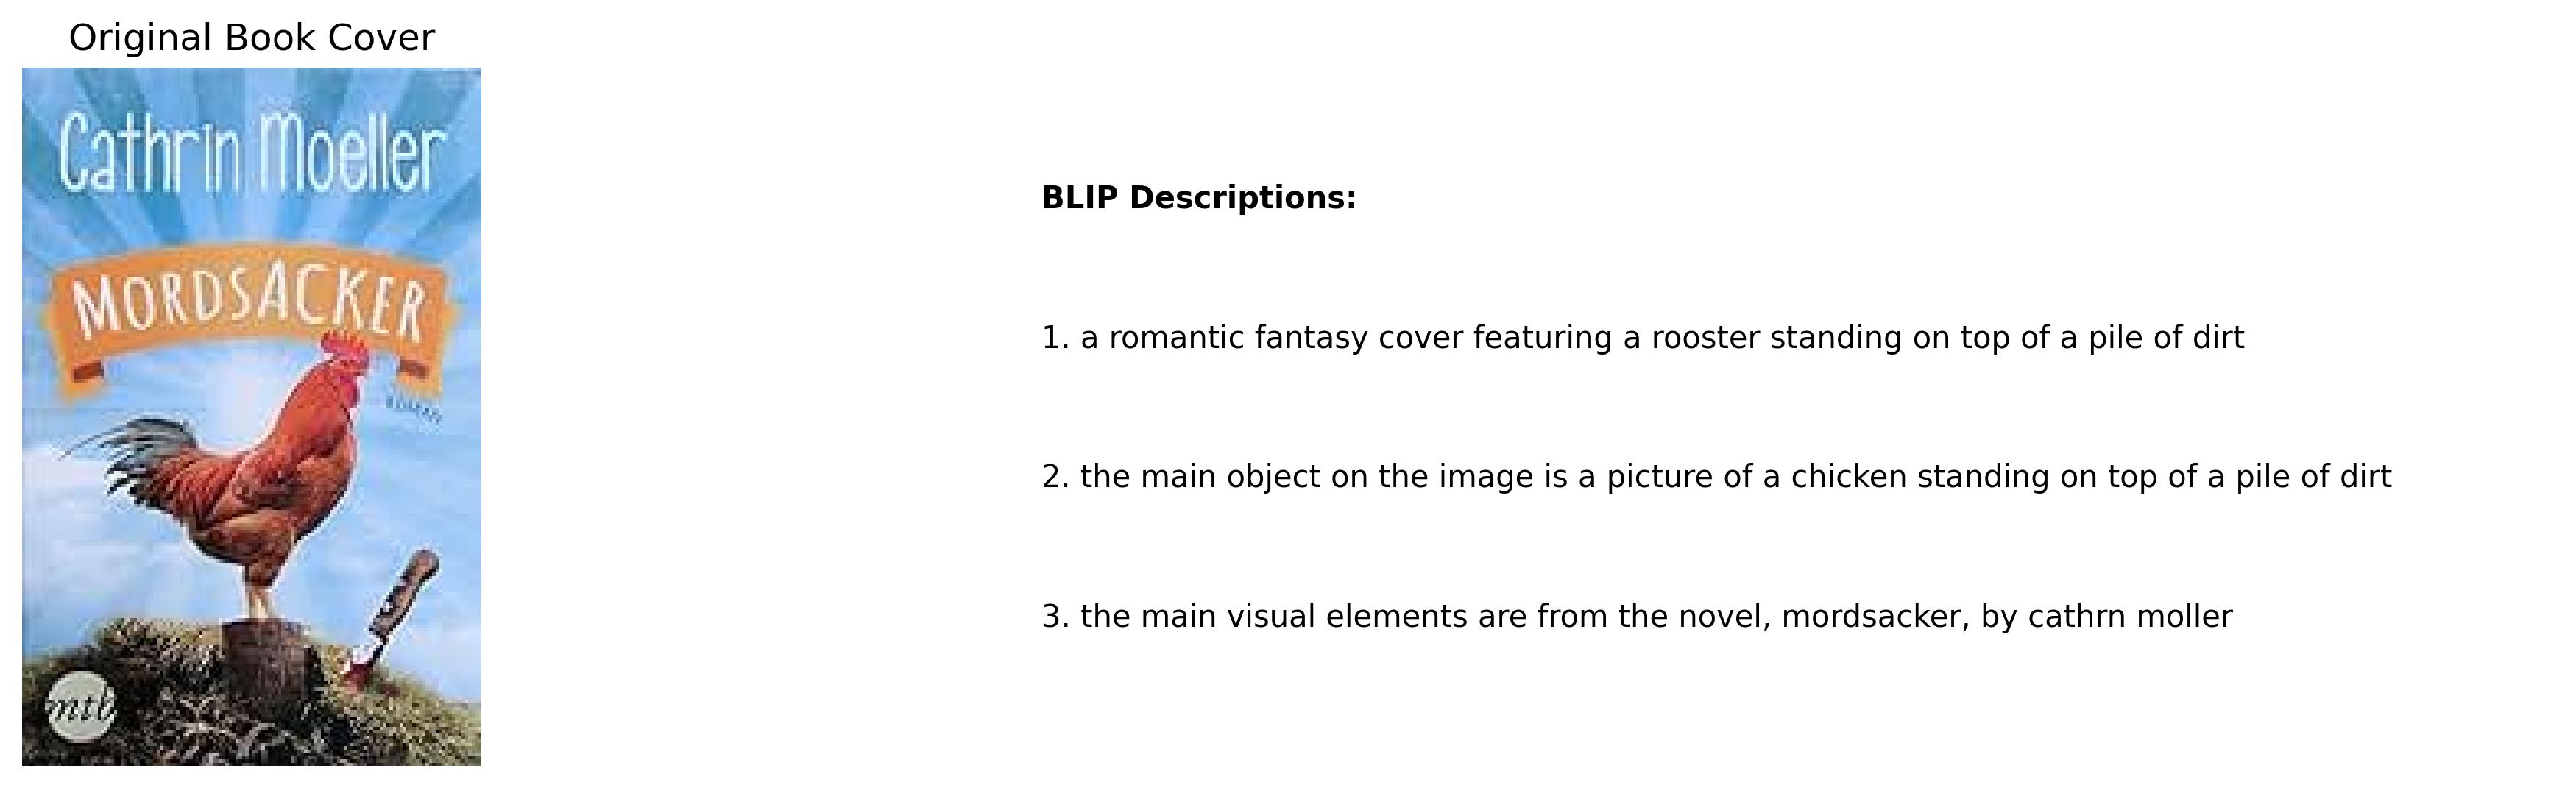 Original Book Cover
Cathrin Moeller
MORDSACKER
ROMAN
mtb
BLIP Descriptions:
1. a romantic fantasy cover featuring a rooster standing on top of a pile of dirt
2. the main object on the image is a picture of a chicken standing on top of a pile of dirt
3. the main visual elements are from the novel, mordsacker, by cathrn moller